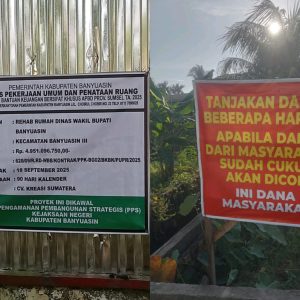 PEMERINTAH KABUPATEN BANYUASIN
S PEKERJAAN UMUM DAN PENATAAN RUANG
BANTUAN KEUANGAN BERSIFAT KHUSUS APBD PROV. SUMSEL TA. 2025
: REHAB RUMAH DINAS WAKIL BUPATI
BANYUASIN
: KECAMATAN BANYUASIN III
: Rp. 4.951.096.750,00-
: 18 SEPTEMBER 2025
: 90 HARI KALENDER
: CV. KREASI SUMATERA
PROYEK INI DIKAWAL
PENGAMANAN PEMBANGUNAN STRATEGIS (PPS)
KEJAKSAAN NEGERI
KABUPATEN BANYUASIN
TANJAKAN DA
BEBERAPA HAR
APABILA DA
DARI MASYARA
SUDAH CUKU
AKAN DICO
INI DANA
MASYARAKA